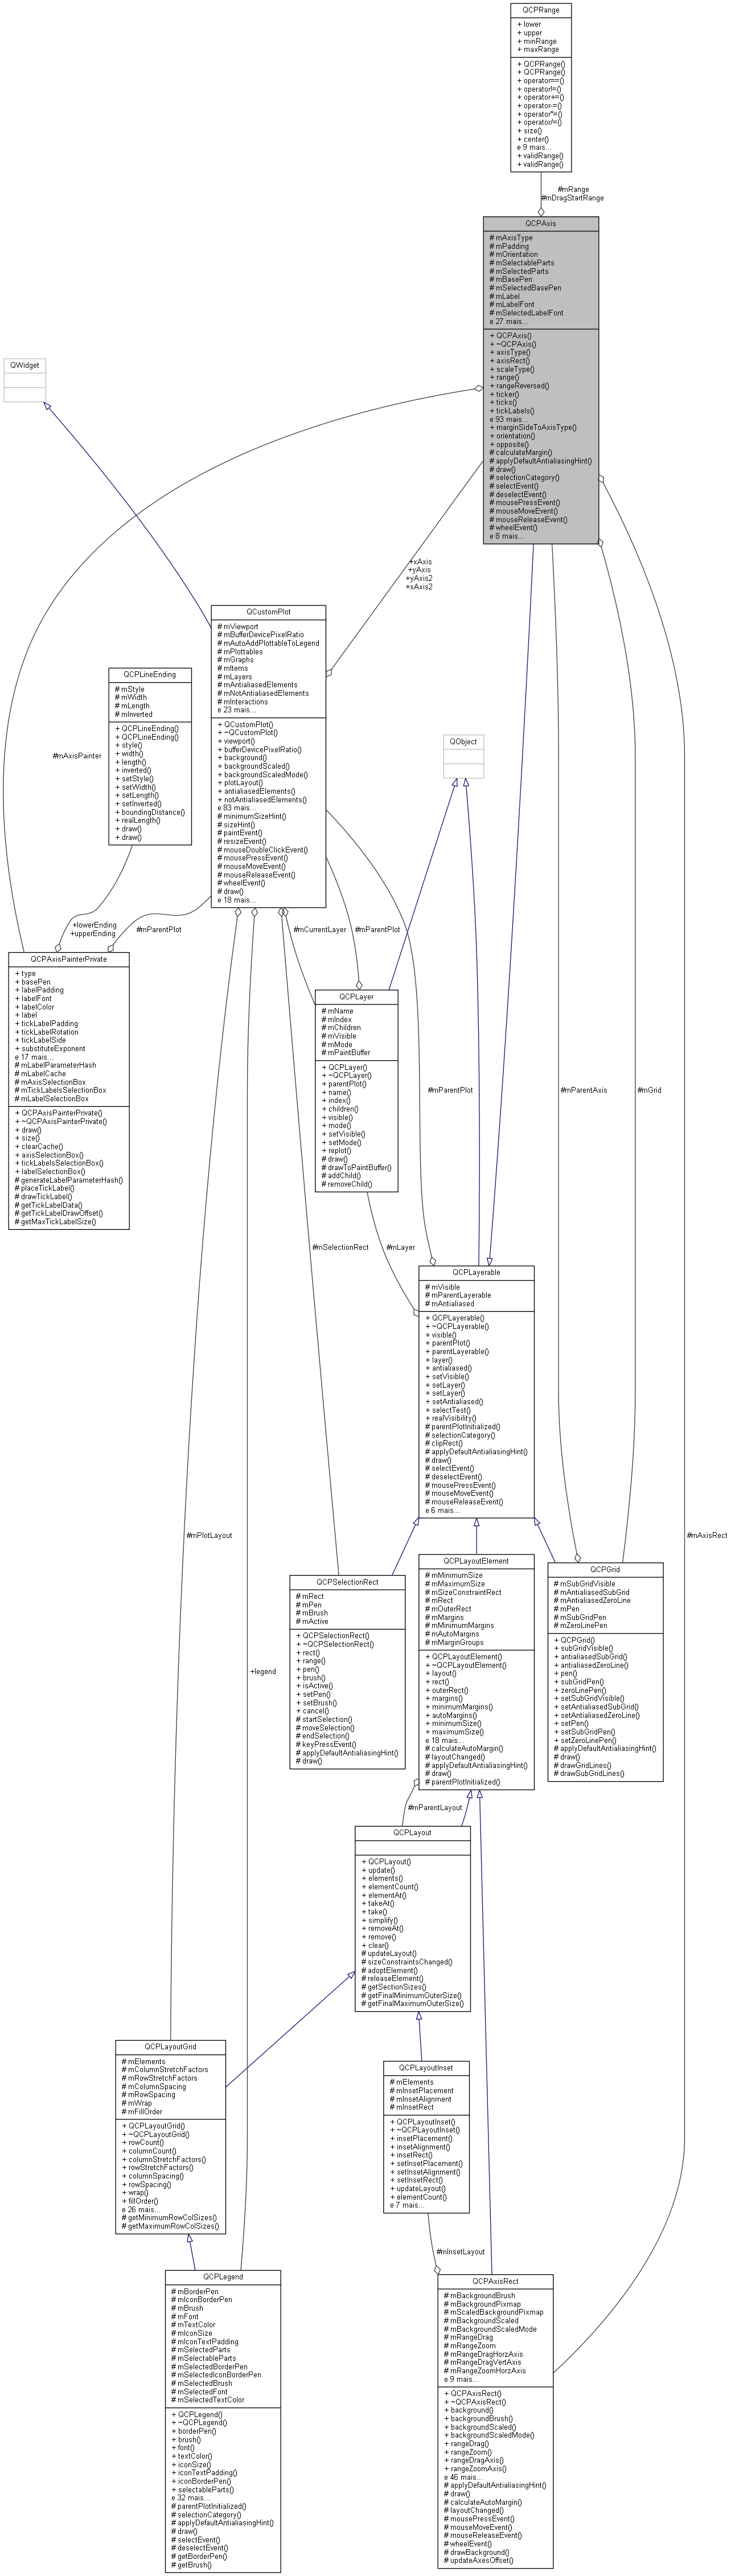 QCPRange
+ lower
+ upper
+ minRange
+ maxRange
+ QCPRange()
+ QCPRange()
+ operator==()
+ operator!=()
+ operator+=()
+ operator-=()
+ operator*=()
+ operator/=()
+ size()
+ center()
e 9 mais...
+ validRange()
+ validRange()
#mRange
#mDragStartRange
QCPAxis
# mAxisType
# mPadding
# mOrientation
# mSelectableParts
# mSelectedParts
# mBasePen
# mSelectedBasePen
# mLabel
# mLabelFont
# mSelectedLabelFont
e 27 mais...
+ QCPAxis()
+ ~QCPAxis()
+ axisType()
+ axisRect()
+ scaleType()
+ range()
+ rangeReversed()
+ ticker()
+ ticks()
+ tickLabels()
e 93 mais...
+ marginSideToAxisType()
+ orientation()
+ opposite()
# calculateMargin()
# applyDefaultAntialiasingHint()
# draw()
# selectionCategory()
# selectEvent()
# deselectEvent()
# mousePressEvent()
# mouseMoveEvent()
# mouseReleaseEvent()
# wheelEvent()
e 8 mais...
QWidget
+xAxis
+yAxis
+yAxis2
+xAxis2
QCustomPlot
# mViewport
# mBufferDevicePixelRatio
# mAutoAddPlottableToLegend
# mPlottables
# mGraphs
# mItems
# mLayers
# mAntialiasedElements
# mNotAntialiasedElements
# mInteractions
e 23 mais...
+ QCustomPlot()
+ ~QCustomPlot()
+ viewport()
+ bufferDevicePixelRatio()
+ background()
+ backgroundScaled()
+ backgroundScaledMode()
+ plotLayout()
+ antialiasedElements()
+ notAntialiasedElements()
e 83 mais...
# minimumSizeHint()
# sizeHint()
# paintEvent()
# resizeEvent()
# mouseDoubleClickEvent()
# mousePressEvent()
# mouseMoveEvent()
# mouseReleaseEvent()
# wheelEvent()
# draw()
e 18 mais...
QCPLineEnding
# mStyle
# mWidth
# mLength
# mInverted
+ QCPLineEnding()
+ QCPLineEnding()
+ style()
+ width()
+ length()
+ inverted()
+ setStyle()
+ setWidth()
+ setLength()
+ setInverted()
+ boundingDistance()
+ realLength()
+ draw()
+ draw()
#mAxisPainter
QObject
+lowerEnding
+upperEnding
#mParentPlot
#mCurrentLayer
#mParentPlot
QCPAxisPainterPrivate
+ type
+ basePen
+ labelPadding
+ labelFont
+ labelColor
+ label
+ tickLabelPadding
+ tickLabelRotation
+ tickLabelSide
+ substituteExponent
e 17 mais...
# mLabelParameterHash
# mLabelCache
# mAxisSelectionBox
# mTickLabelsSelectionBox
# mLabelSelectionBox
+ QCPAxisPainterPrivate()
+ ~QCPAxisPainterPrivate()
+ draw()
+ size()
+ clearCache()
+ axisSelectionBox()
+ tickLabelsSelectionBox()
+ labelSelectionBox()
# generateLabelParameterHash()
# placeTickLabel()
# drawTickLabel()
# getTickLabelData()
# getTickLabelDrawOffset()
# getMaxTickLabelSize()
QCPLayer
# mName
# mIndex
# mChildren
# mVisible
# mMode
# mPaintBuffer
+ QCPLayer()
+ ~QCPLayer()
+ parentPlot()
+ name()
+ index()
+ children()
+ visible()
+ mode()
+ setVisible()
+ setMode()
+ replot()
# draw()
# drawToPaintBuffer()
# addChild()
# removeChild()
#mParentPlot
#mParentAxis
#mGrid
#mSelectionRect
#mLayer
QCPLayerable
# mVisible
# mParentLayerable
# mAntialiased
+ QCPLayerable()
+ ~QCPLayerable()
+ visible()
+ parentPlot()
+ parentLayerable()
+ layer()
+ antialiased()
+ setVisible()
+ setLayer()
+ setLayer()
+ setAntialiased()
+ selectTest()
+ realVisibility()
# parentPlotInitialized()
# selectionCategory()
# clipRect()
# applyDefaultAntialiasingHint()
# draw()
# selectEvent()
# deselectEvent()
# mousePressEvent()
# mouseMoveEvent()
# mouseReleaseEvent()
e 6 mais...
#mPlotLayout
#mAxisRect
+legend
QCPSelectionRect
# mRect
# mPen
# mBrush
# mActive
+ QCPSelectionRect()
+ ~QCPSelectionRect()
+ rect()
+ range()
+ pen()
+ brush()
+ isActive()
+ setPen()
+ setBrush()
+ cancel()
# startSelection()
# moveSelection()
# endSelection()
# keyPressEvent()
# applyDefaultAntialiasingHint()
# draw()
QCPLayoutElement
# mMinimumSize
# mMaximumSize
# mSizeConstraintRect
# mRect
# mOuterRect
# mMargins
# mMinimumMargins
# mAutoMargins
# mMarginGroups
+ QCPLayoutElement()
+ ~QCPLayoutElement()
+ layout()
+ rect()
+ outerRect()
+ margins()
+ minimumMargins()
+ autoMargins()
+ minimumSize()
+ maximumSize()
e 18 mais...
# calculateAutoMargin()
# layoutChanged()
# applyDefaultAntialiasingHint()
# draw()
# parentPlotInitialized()
QCPGrid
# mSubGridVisible
# mAntialiasedSubGrid
# mAntialiasedZeroLine
# mPen
# mSubGridPen
# mZeroLinePen
+ QCPGrid()
+ subGridVisible()
+ antialiasedSubGrid()
+ antialiasedZeroLine()
+ pen()
+ subGridPen()
+ zeroLinePen()
+ setSubGridVisible()
+ setAntialiasedSubGrid()
+ setAntialiasedZeroLine()
+ setPen()
+ setSubGridPen()
+ setZeroLinePen()
# applyDefaultAntialiasingHint()
# draw()
# drawGridLines()
# drawSubGridLines()
#mParentLayout
QCPLayout
+ QCPLayout()
+ update()
+ elements()
+ elementCount()
+ elementAt()
+ takeAt()
+ take()
+ simplify()
+ removeAt()
+ remove()
+ clear()
# updateLayout()
# sizeConstraintsChanged()
# adoptElement()
# releaseElement()
# getSectionSizes()
# getFinalMinimumOuterSize()
# getFinalMaximumOuterSize()
QCPLayoutGrid
# mElements
# mColumnStretchFactors
# mRowStretchFactors
# mColumnSpacing
# mRowSpacing
# mWrap
# mFillOrder
+ QCPLayoutGrid()
+ ~QCPLayoutGrid()
+ rowCount()
+ columnCount()
+ columnStretchFactors()
+ rowStretchFactors()
+ columnSpacing()
+ rowSpacing()
+ wrap()
+ fillOrder()
e 26 mais...
# getMinimumRowColSizes()
# getMaximumRowColSizes()
QCPLayoutInset
# mElements
# mInsetPlacement
# mInsetAlignment
# mInsetRect
+ QCPLayoutInset()
+ ~QCPLayoutInset()
+ insetPlacement()
+ insetAlignment()
+ insetRect()
+ setInsetPlacement()
+ setInsetAlignment()
+ setInsetRect()
+ updateLayout()
+ elementCount()
e 7 mais...
#mInsetLayout
QCPLegend
# mBorderPen
# mIconBorderPen
# mBrush
# mFont
# mTextColor
# mIconSize
# mIconTextPadding
# mSelectedParts
# mSelectableParts
# mSelectedBorderPen
# mSelectedIconBorderPen
# mSelectedBrush
# mSelectedFont
# mSelectedTextColor
+ QCPLegend()
+ ~QCPLegend()
+ borderPen()
+ brush()
+ font()
+ textColor()
+ iconSize()
+ iconTextPadding()
+ iconBorderPen()
+ selectableParts()
e 32 mais...
# parentPlotInitialized()
# selectionCategory()
# applyDefaultAntialiasingHint()
# draw()
# selectEvent()
# deselectEvent()
# getBorderPen()
# getBrush()
QCPAxisRect
# mBackgroundBrush
# mBackgroundPixmap
# mScaledBackgroundPixmap
# mBackgroundScaled
# mBackgroundScaledMode
# mRangeDrag
# mRangeZoom
# mRangeDragHorzAxis
# mRangeDragVertAxis
# mRangeZoomHorzAxis
e 9 mais...
+ QCPAxisRect()
+ ~QCPAxisRect()
+ background()
+ backgroundBrush()
+ backgroundScaled()
+ backgroundScaledMode()
+ rangeDrag()
+ rangeZoom()
+ rangeDragAxis()
+ rangeZoomAxis()
e 46 mais...
# applyDefaultAntialiasingHint()
# draw()
# calculateAutoMargin()
# layoutChanged()
# mousePressEvent()
# mouseMoveEvent()
# mouseReleaseEvent()
# wheelEvent()
# drawBackground()
# updateAxesOffset()